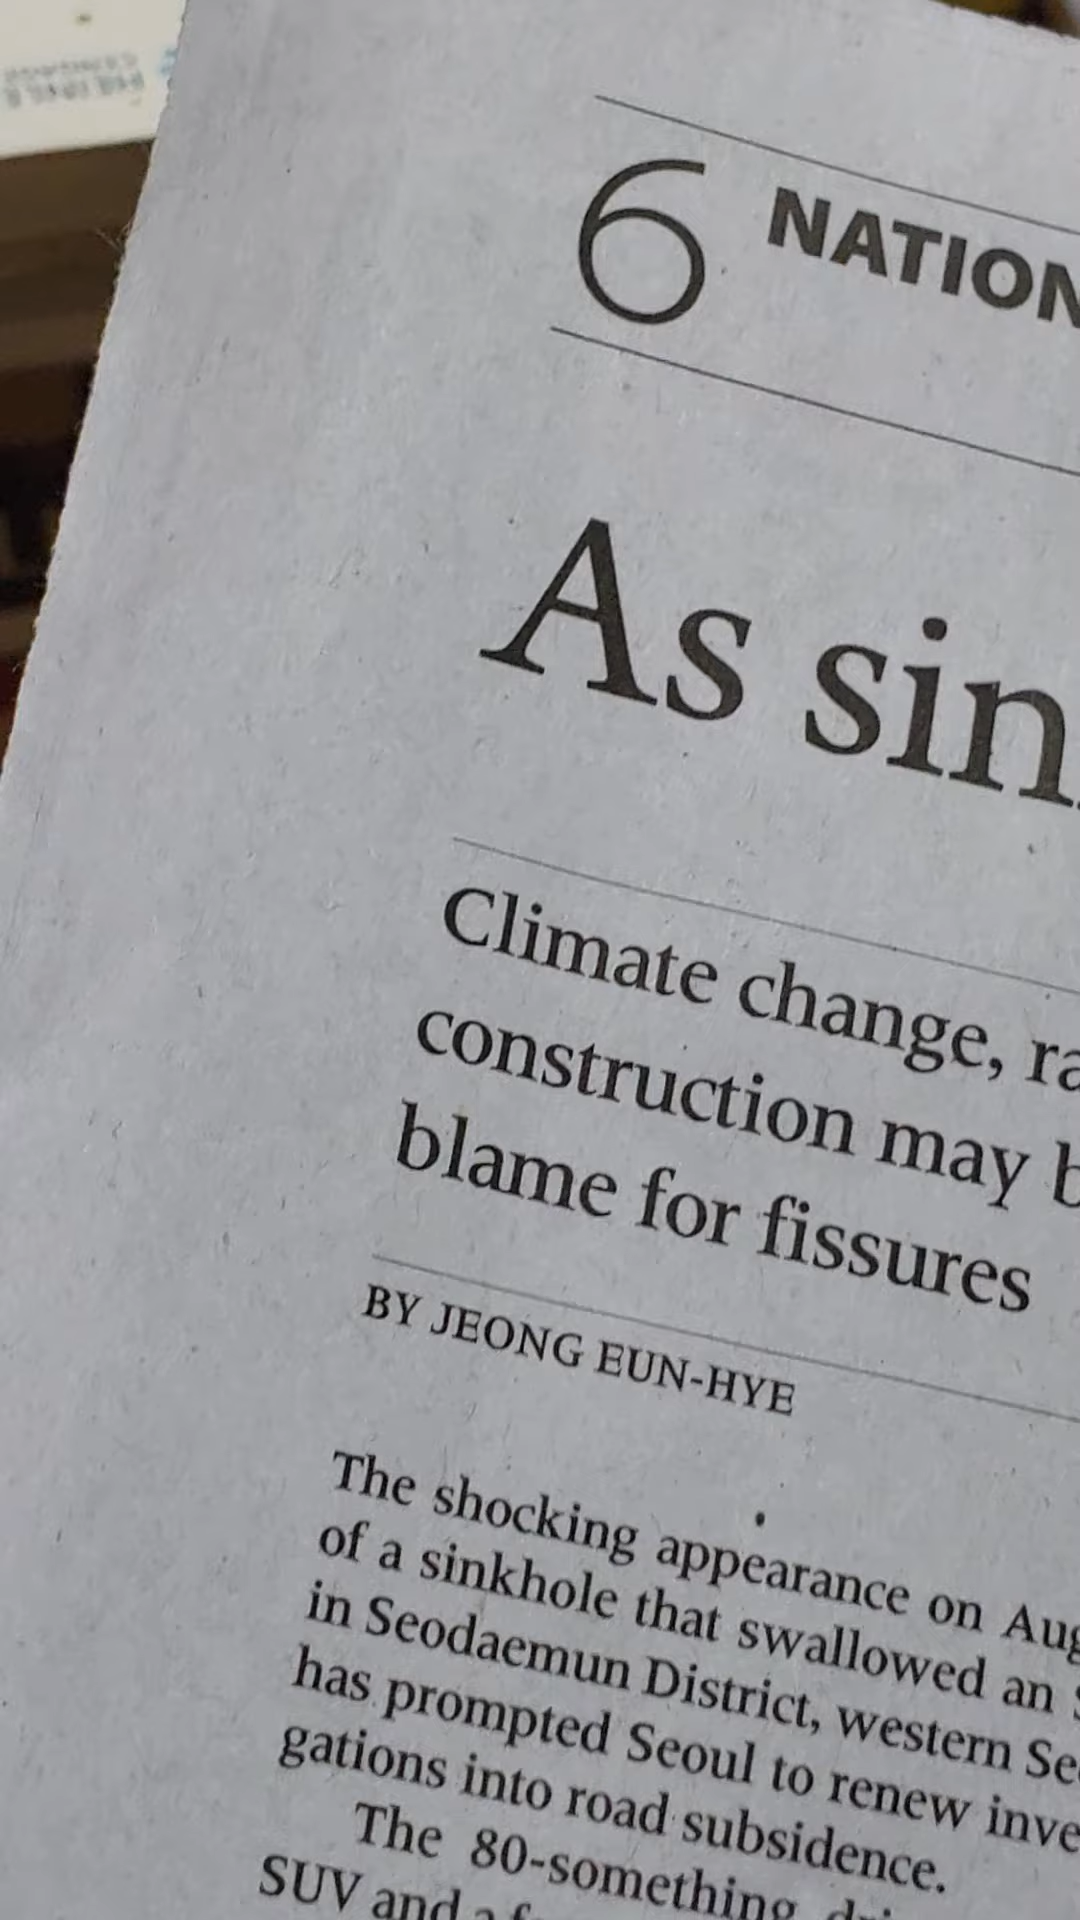 6 NATION
As sin
Climate change, ra
construction may b
blame for fissures
BY JEONG EUN-HYE
The shocking appearance on Aug
of a sinkhole that swallowed an S
in Seodaemun District, western Seo
has prompted Seoul to renew inve
gations into road subsidence.
The 80-something dri
SUV and a f